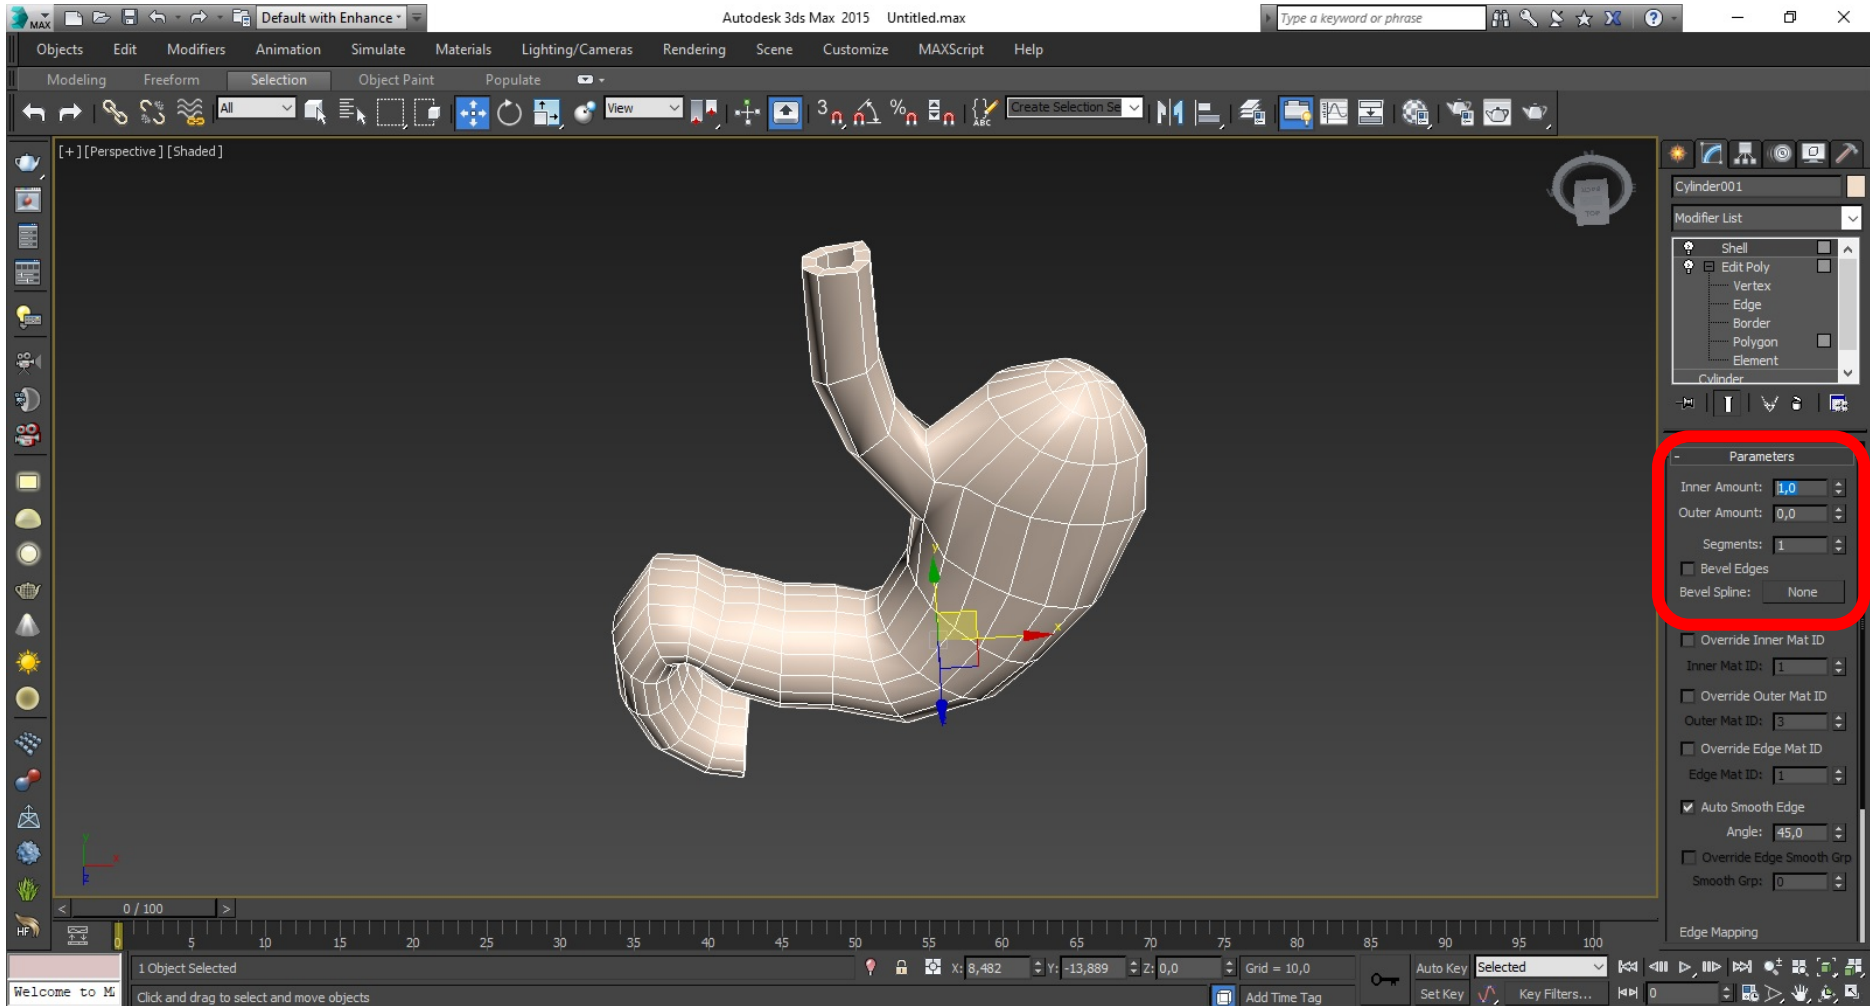 MAX Default with Enhance Autodesk 3ds Max 2015 Untitled.max Type a keyword or phrase
Objects Edit Modifiers Animation Simulate Materials Lighting/Cameras Rendering Scene Customize MAXScript Help
Modeling Freeform Selection Object Paint Populate
All View 3 % ABC Create Selection Se
[+][Perspective][Shaded]
TOP
Cylinder001
Modifier List
Shell
Edit Poly
Vertex
Edge
Border
Polygon
Element
Cylinder
- Parameters
Inner Amount: 1,0
Outer Amount: 0,0
Segments: 1
Bevel Edges
Bevel Spline: None
Override Inner Mat ID
Inner Mat ID: 1
Override Outer Mat ID
Outer Mat ID: 3
Override Edge Mat ID
Edge Mat ID: 1
Auto Smooth Edge
Angle: 45,0
Override Edge Smooth Grp
Smooth Grp: 0
Edge Mapping
y
x
y
x
z
HF
< 0 / 100 >
0 5 10 15 20 25 30 35 40 45 50 55 60 65 70 75 80 85 90 95 100
1 Object Selected X: 8,482 Y: -13,889 Z: 0,0 Grid = 10,0 Auto Key Selected
Welcome to M Click and drag to select and move objects Add Time Tag Set Key Key Filters... 0